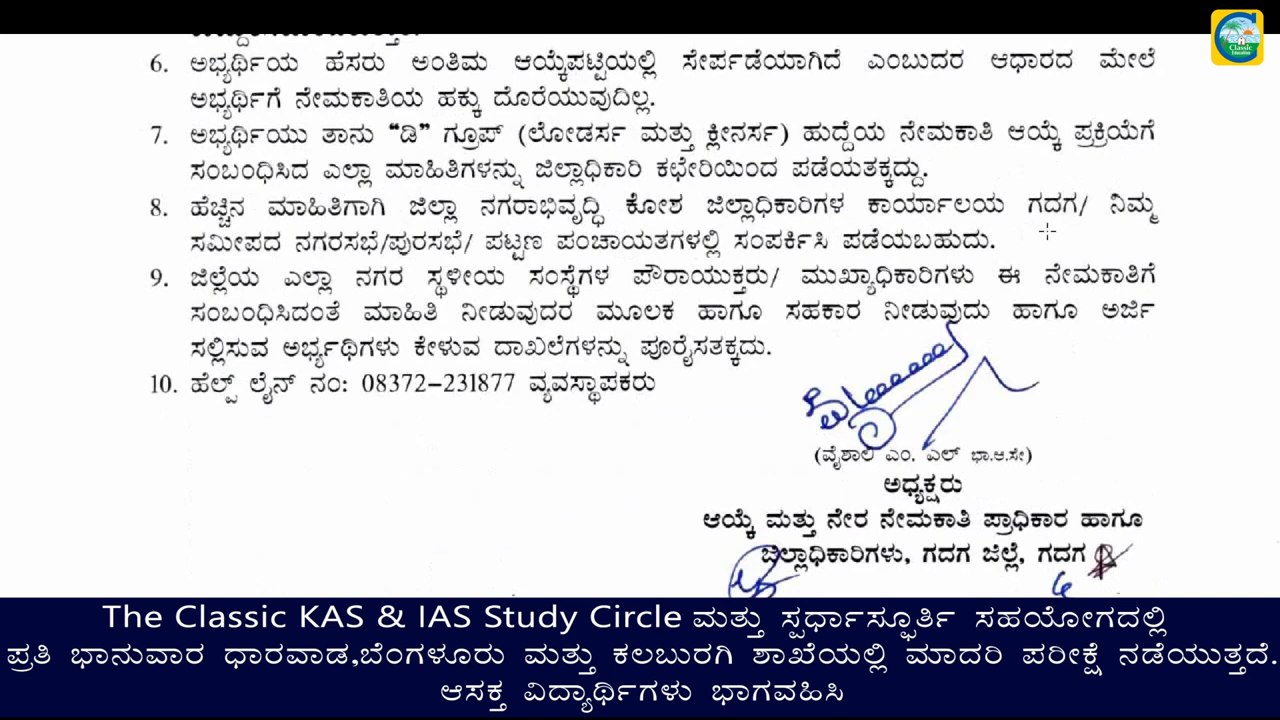 6. ಅಭ್ಯರ್ಥಿಯ ಹೆಸರು ಅಂತಿಮ ಆಯ್ಕೆಪಟ್ಟಿಯಲ್ಲಿ ಸೇರ್ಪಡೆಯಾಗಿದೆ ಎಂಬುದರ ಆಧಾರದ ಮೇಲೆ
ಅಭ್ಯರ್ಥಿಗೆ ನೇಮಕಾತಿಯ ಹಕ್ಕು ದೊರೆಯುವುದಿಲ್ಲ.
7. ಅಭ್ಯರ್ಥಿಯು ತಾನು “ಡಿ” ಗ್ರೂಪ್ (ಲೋಡರ್ಸ ಮತ್ತು ಕ್ಲೀನರ್ಸ) ಹುದ್ದೆಯ ನೇಮಕಾತಿ ಆಯ್ಕೆ ಪ್ರಕ್ರಿಯೆಗೆ
ಸಂಬಂಧಿಸಿದ ಎಲ್ಲಾ ಮಾಹಿತಿಗಳನ್ನು ಜಿಲ್ಲಾಧಿಕಾರಿ ಕಛೇರಿಯಿಂದ ಪಡೆಯತಕ್ಕದ್ದು.
8. ಹೆಚ್ಚಿನ ಮಾಹಿತಿಗಾಗಿ ಜಿಲ್ಲಾ ನಗರಾಭಿವೃದ್ಧಿ ಕೋಶ ಜಿಲ್ಲಾಧಿಕಾರಿಗಳ ಕಾರ್ಯಾಲಯ ಗದಗ/ ನಿಮ್ಮ
ಸಮೀಪದ ನಗರಸಭೆ/ಪುರಸಭೆ/ ಪಟ್ಟಣ ಪಂಚಾಯತಗಳಲ್ಲಿ ಸಂಪರ್ಕಿಸಿ ಪಡೆಯಬಹುದು.
9. ಜಿಲ್ಲೆಯ ಎಲ್ಲಾ ನಗರ ಸ್ಥಳೀಯ ಸಂಸ್ಥೆಗಳ ಪೌರಾಯುಕ್ತರು/ ಮುಖ್ಯಾಧಿಕಾರಿಗಳು ಈ ನೇಮಕಾತಿಗೆ
ಸಂಬಂಧಿಸಿದಂತೆ ಮಾಹಿತಿ ನೀಡುವುದರ ಮೂಲಕ ಹಾಗೂ ಸಹಕಾರ ನೀಡುವುದು ಹಾಗೂ ಅರ್ಜಿ
ಸಲ್ಲಿಸುವ ಅರ್ಭ್ಯಥಿಗಳು ಕೇಳುವ ದಾಖಲೆಗಳನ್ನು ಪೂರೈಸತಕ್ಕದು.
10. ಹೆಲ್ಪ್ ಲೈನ್ ನಂ: 08372-231877 ವ್ಯವಸ್ಥಾಪಕರು
(ವೈಶಾಲಿ ಎಂ. ಎಲ್ ಭಾ.ಆ.ಸೇ)
ಅಧ್ಯಕ್ಷರು
ಆಯ್ಕೆ ಮತ್ತು ನೇರ ನೇಮಕಾತಿ ಪ್ರಾಧಿಕಾರ ಹಾಗೂ
ಜಿಲ್ಲಾಧಿಕಾರಿಗಳು, ಗದಗ ಜಿಲ್ಲೆ, ಗದಗ
Classic
Education
The Classic KAS & IAS Study Circle ಮತ್ತು ಸ್ಪರ್ಧಾಸ್ಫೂರ್ತಿ ಸಹಯೋಗದಲ್ಲಿ
ಪ್ರತಿ ಭಾನುವಾರ ಧಾರವಾಡ,ಬೆಂಗಳೂರು ಮತ್ತು ಕಲಬುರಗಿ ಶಾಖೆಯಲ್ಲಿ ಮಾದರಿ ಪರೀಕ್ಷೆ ನಡೆಯುತ್ತದೆ.
ಆಸಕ್ತ ವಿದ್ಯಾರ್ಥಿಗಳು ಭಾಗವಹಿಸಿ